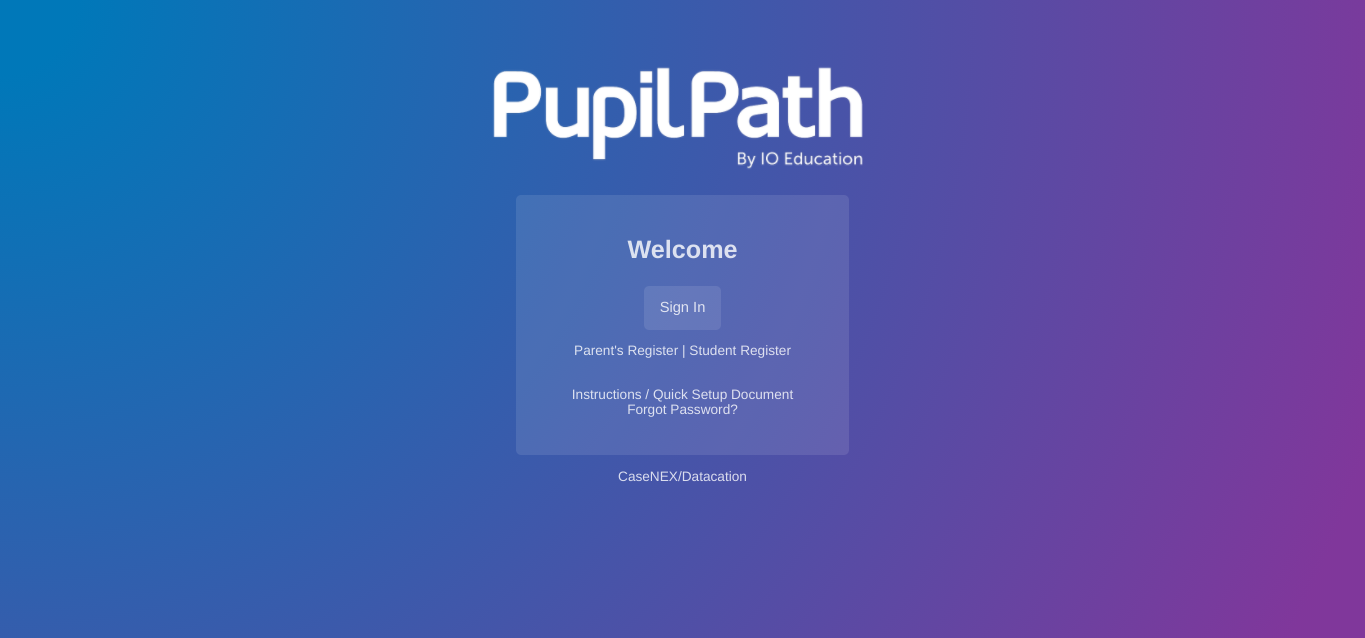 PupilPath
By IO Education
Welcome
Sign In
Parent's Register | Student Register
Instructions / Quick Setup Document
Forgot Password?
CaseNEX/Datacation